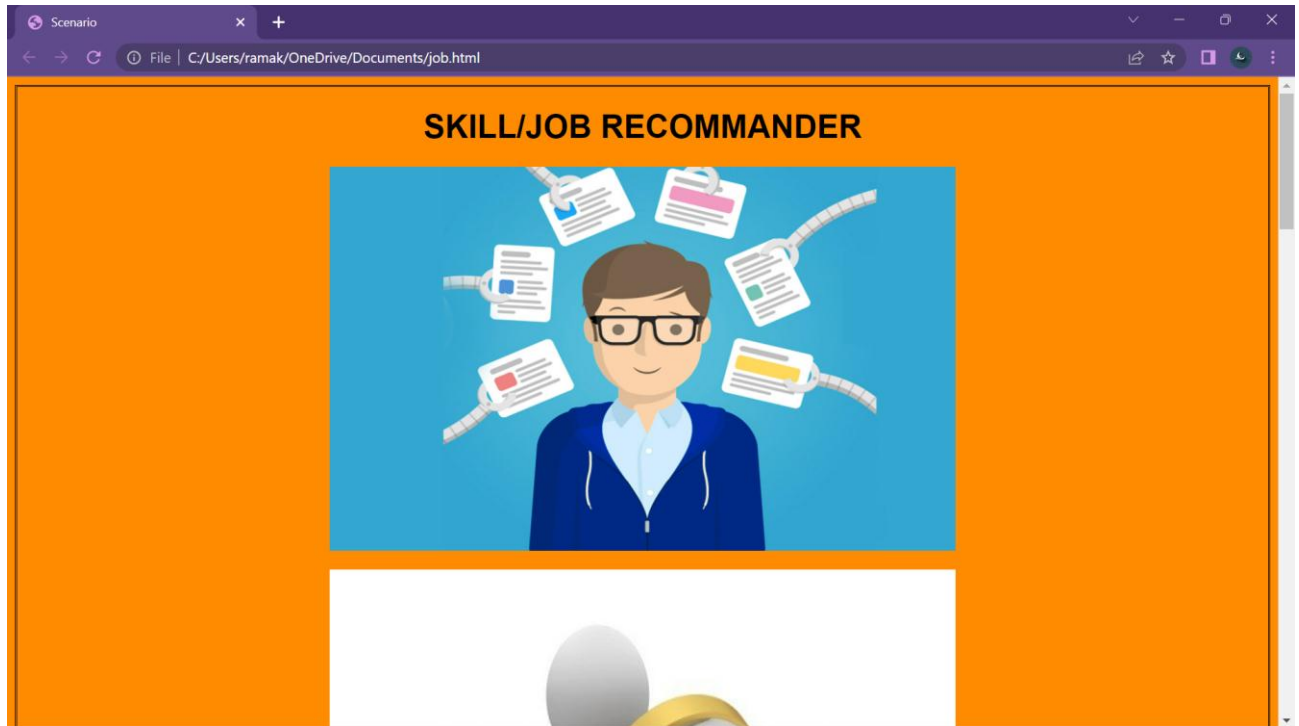 Scenario
File
C:/Users/ramak/OneDrive/Documents/job.html
SKILL/JOB RECOMMANDER